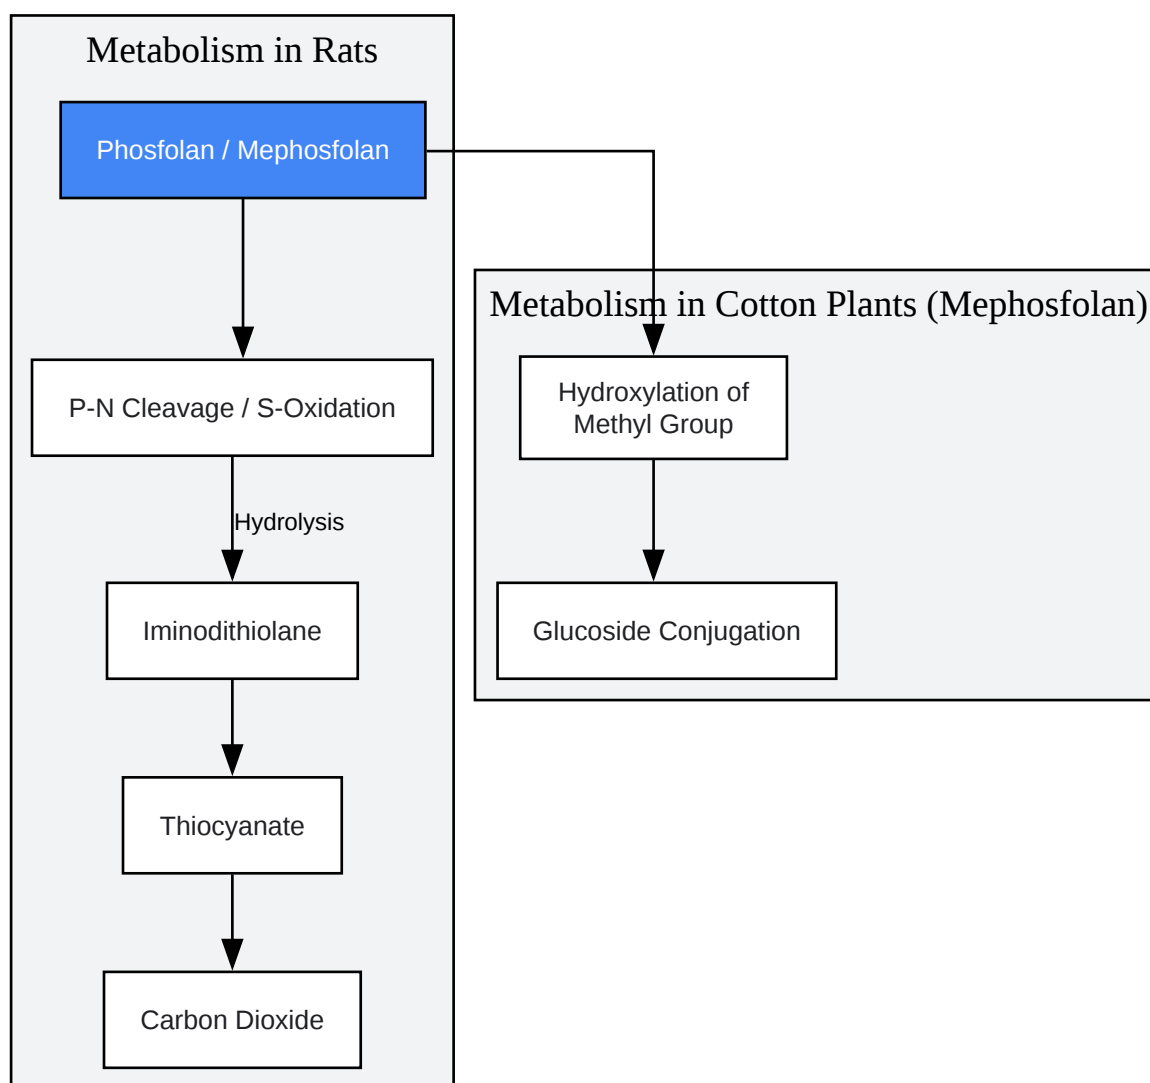 Metabolism in Rats
Phosfolan / Mephosfolan
P-N Cleavage / S-Oxidation
Hydrolysis
Iminodithiolane
Thiocyanate
Carbon Dioxide
Metabolism in Cotton Plants (Mephosfolan)
Hydroxylation of
Methyl Group
Glucoside Conjugation